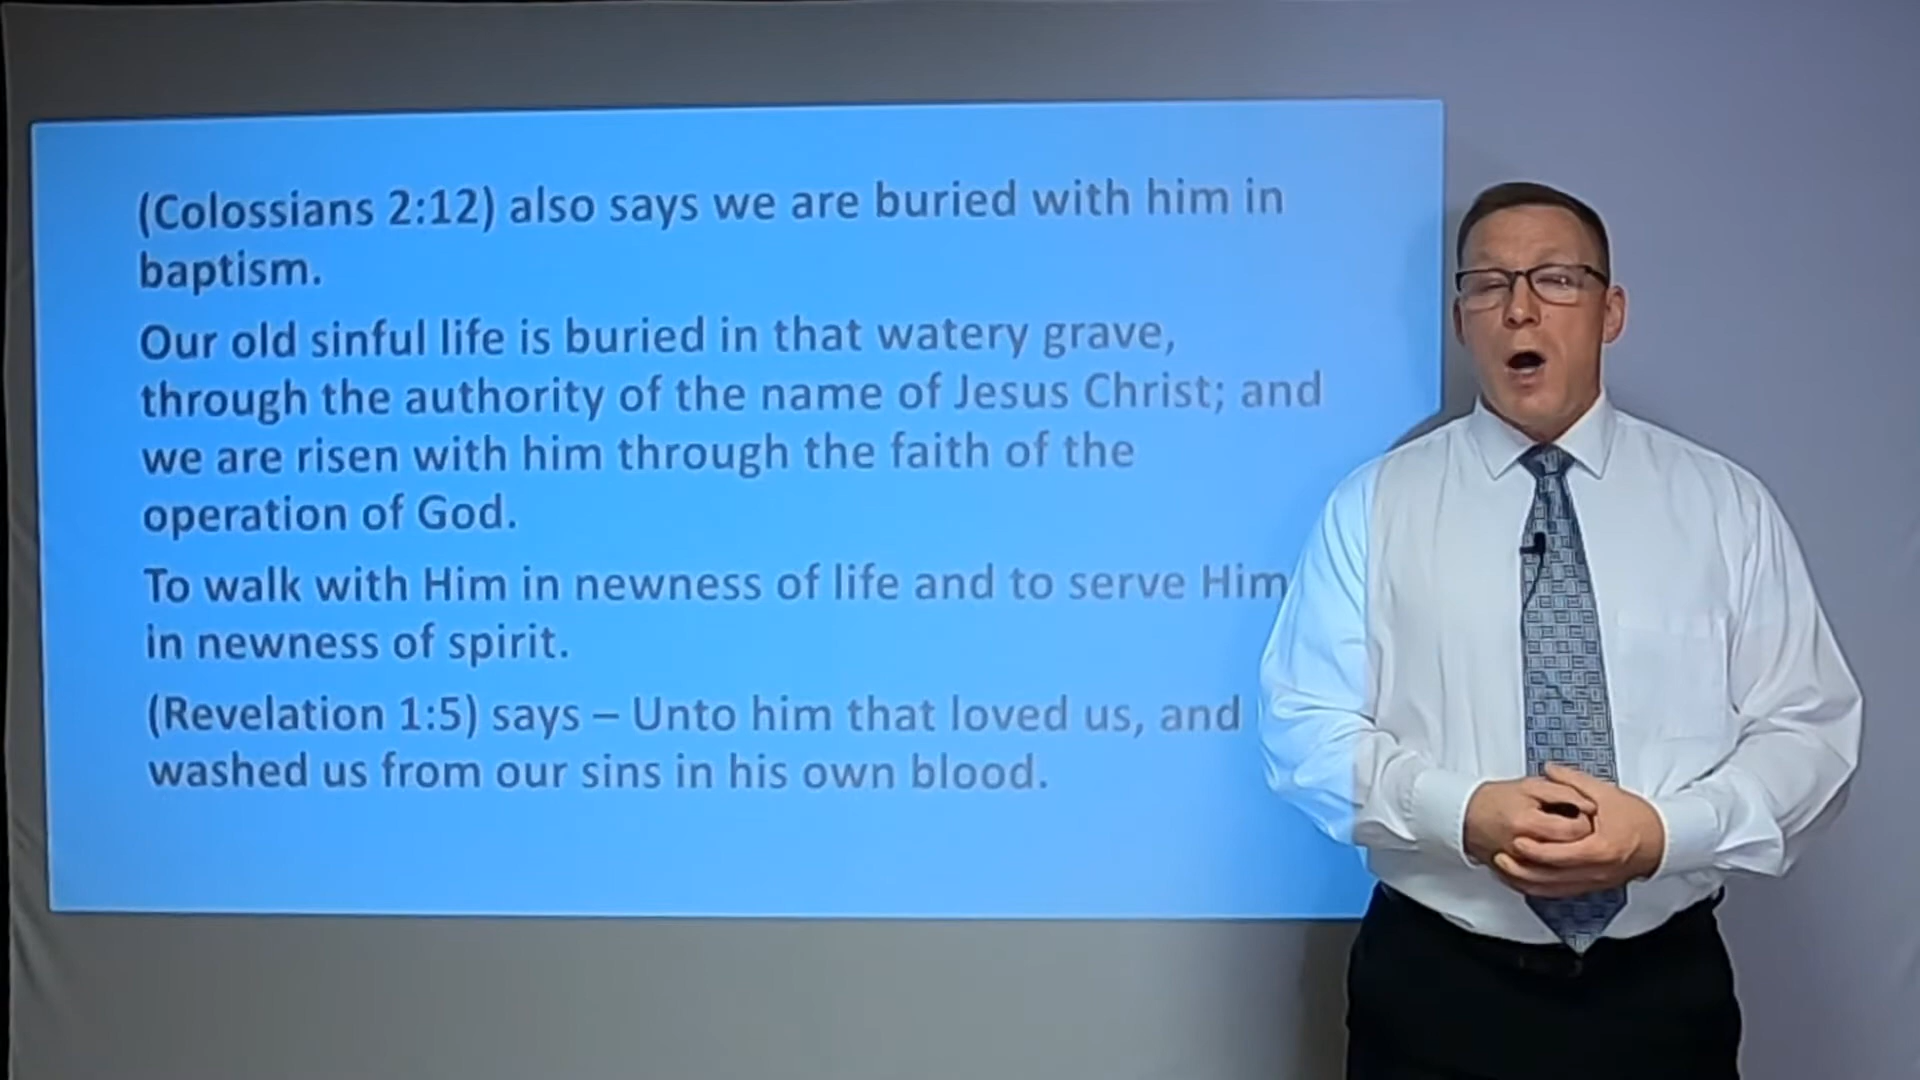 (Colossians 2:12) also says we are buried with him in
baptism.
Our old sinful life is buried in that watery grave,
through the authority of the name of Jesus Christ; and
we are risen with him through the faith of the
operation of God.
To walk with Him in newness of life and to serve Him
in newness of spirit.
(Revelation 1:5) says – Unto him that loved us, and
washed us from our sins in his own blood.